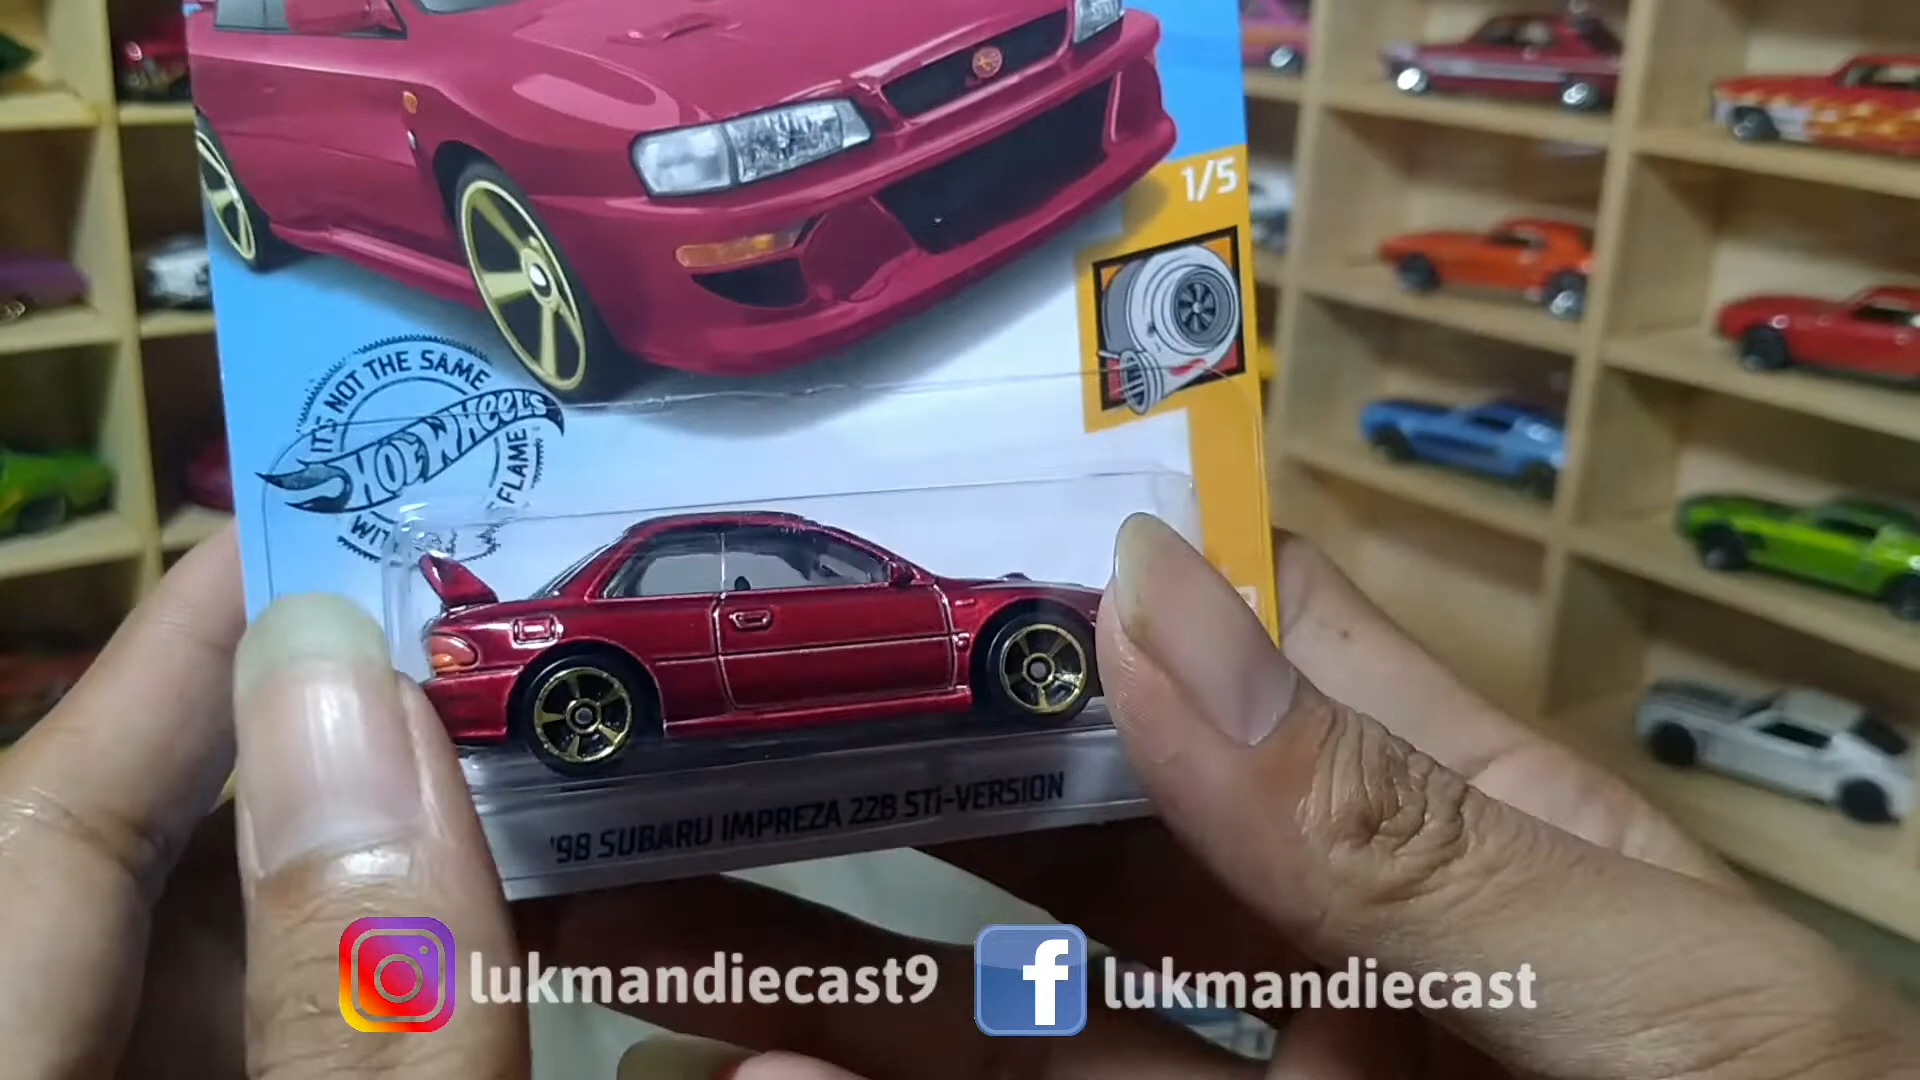 1/5
IT'S NOT THE SAME
HOT WHEELS
FLAME
'98 SUBARU IMPREZA 22B STi-VERSION
lukmandiecast9
lukmandiecast